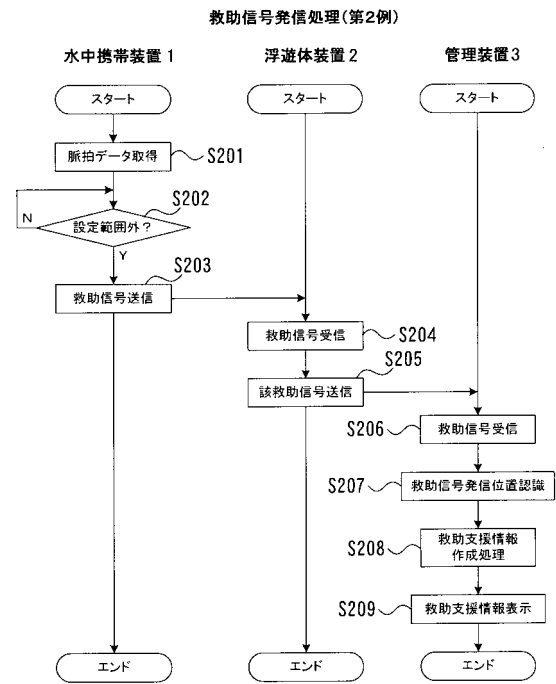 救助信号発信処理(第2例)
水中携帯装置1
浮遊体装置2
管理装置3
スタート
スタート
スタート
脈拍データ取得
S201
S202
N
設定範囲外?
Y
S203
救助信号送信
救助信号受信
S204
S205
該救助信号送信
S206
救助信号受信
S207
救助信号発信位置認識
S208
救助支援情報
作成処理
S209
救助支援情報表示
エンド
エンド
エンド